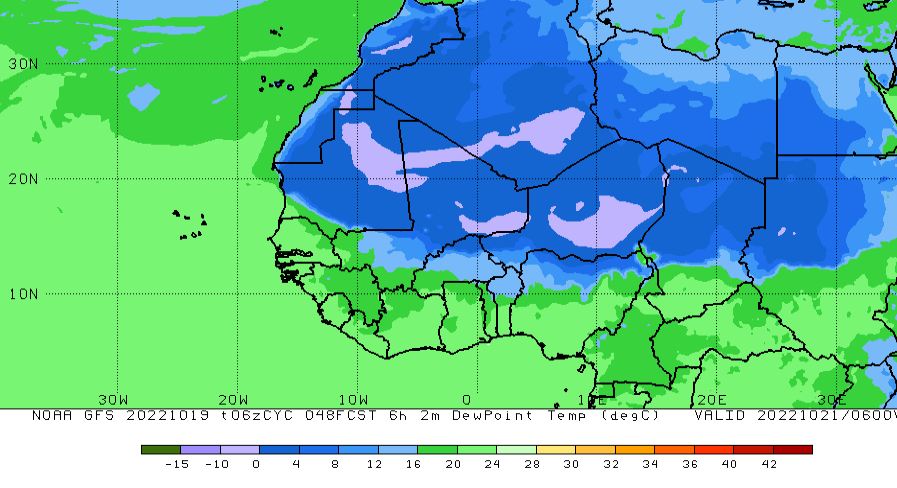 30N
20N
10N
30W 20W 10W 0 1 E 20E 30E
NOAA GFS 20221019 t06zCYC 048FCST 6h 2m DewPoint Temp (degC) VALID 20221021/0600V
-15 -10 0 4 8 12 16 20 24 28 30 32 34 36 40 42